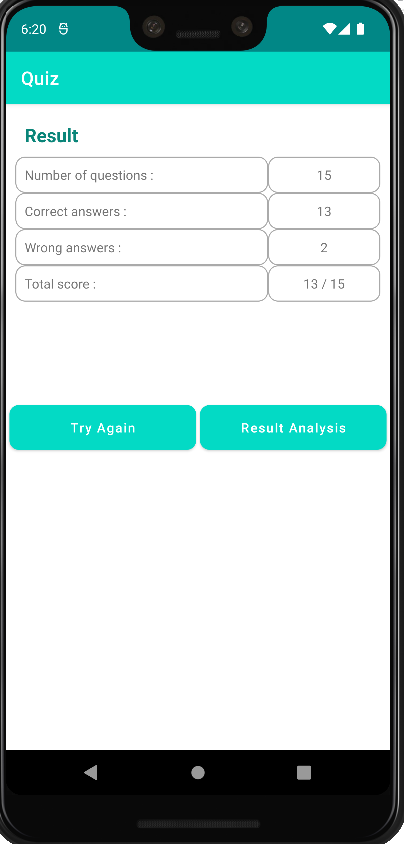 6:20
Quiz
Result
Number of questions : 15
Correct answers : 13
Wrong answers : 2
Total score : 13 / 15
Try Again Result Analysis